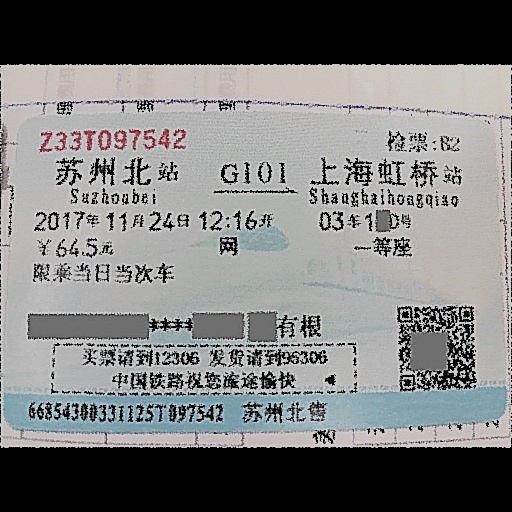 Z33T097542 检票:B2
苏州北站 G101 上海虹桥站
Suzhoubei Shanghaihongqiao
2017年11月24日12:16开 03车 号
￥64.5元 网 一等座
限乘当日当次车
**** 有根
买票请到12306 发货请到95306
中国铁路祝您旅途愉快
66854300331125T097542 苏州北售